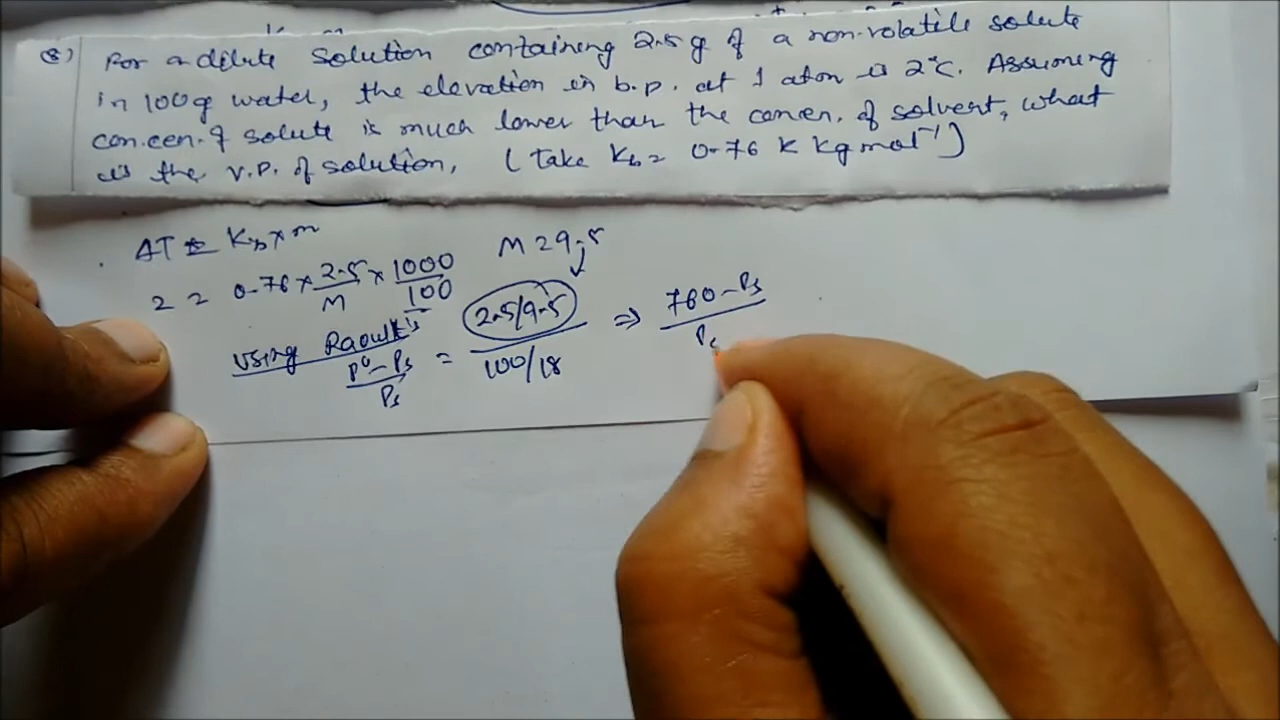 (8) For a dilute solution containing 2.5g of a non-volatile solute
in 100g water, the elevation in b.p. at 1 atm is 2°C. Assuming
concen. of solute is much lower than the concen. of solvent, what
is the v.p. of solution, (take Kb = 0.76 K Kg mol⁻¹)
ΔT = Kb × m
M = 9.5
2 = 0.76 × 2.5/M × 1000/100
using Raoult's
P⁰ - Ps / Ps = 2.5/9.5 / 100/18 ⇒ 760 - Ps / Ps